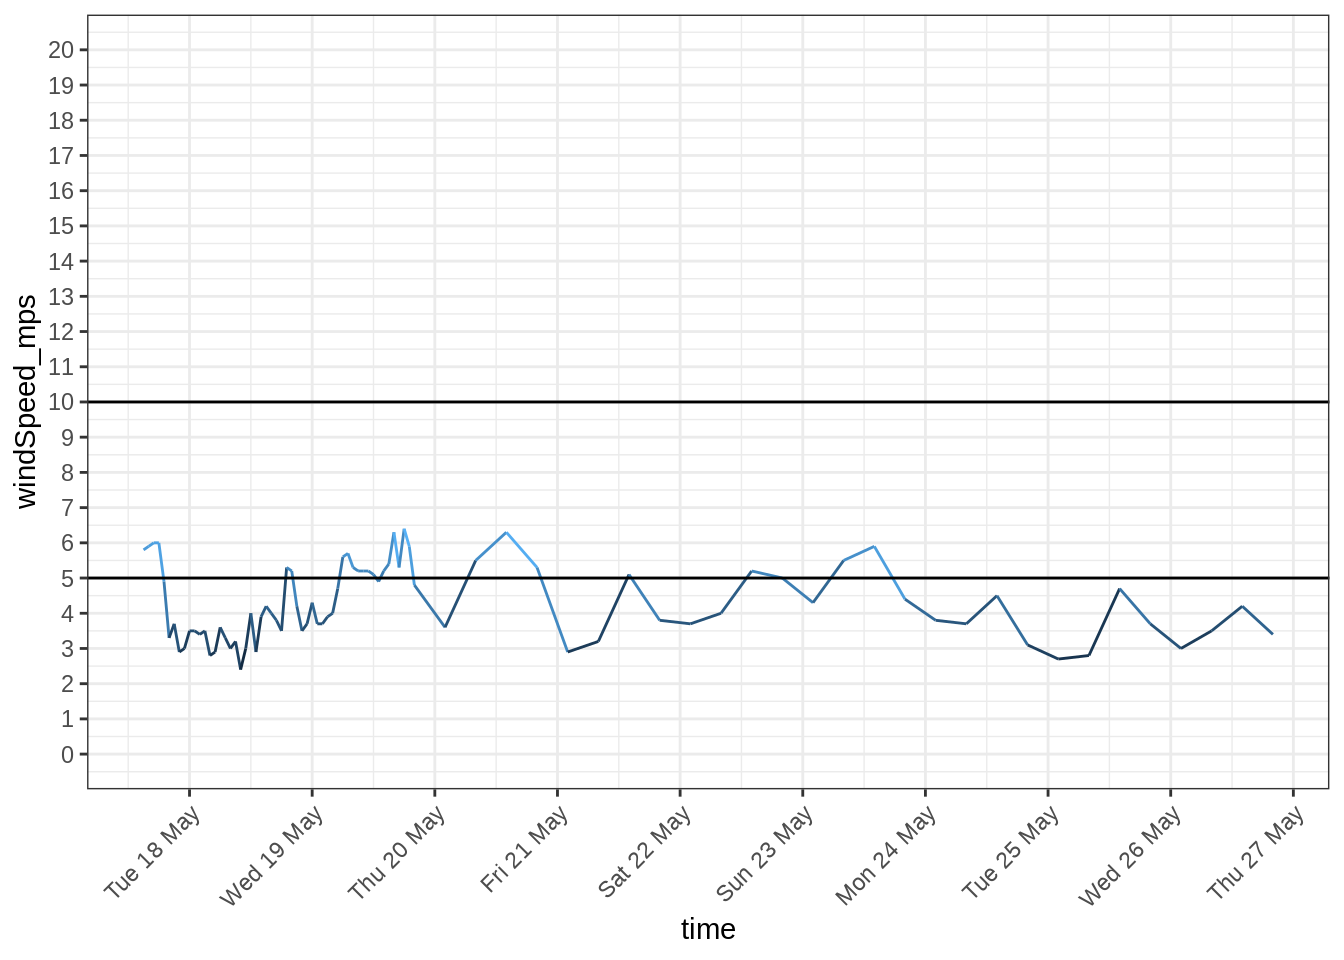 20
19
18
17
16
15
14
13
12
11
10
9
8
7
6
5
4
3
2
1
0
windSpeed_mps
Tue 18 May
Wed 19 May
Thu 20 May
Fri 21 May
Sat 22 May
Sun 23 May
Mon 24 May
Tue 25 May
Wed 26 May
Thu 27 May
time